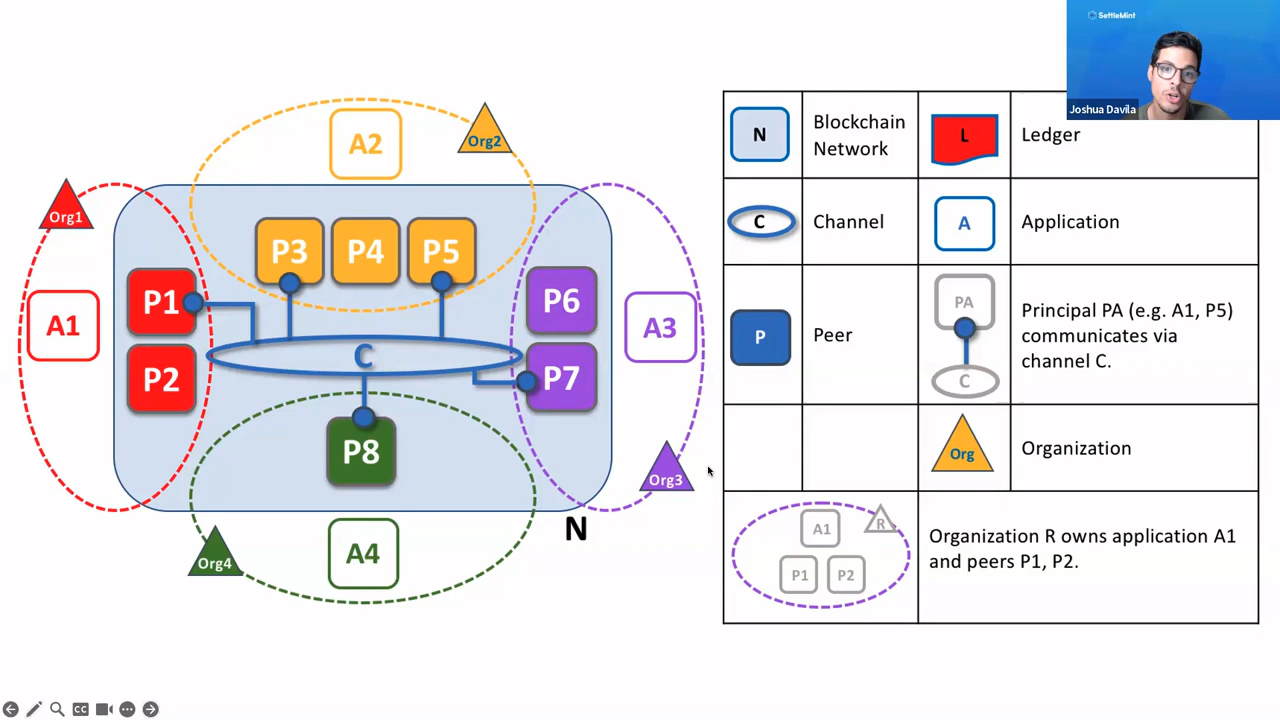 SettleMint
Joshua Davila
A2
Org2
Org1
P3
P4
P5
P1
P6
A1
A3
P2
C
P7
P8
Org3
N
Org4
A4
N
Blockchain
Network
L
Ledger
C
Channel
A
Application
P
Peer
PA
C
Principal PA (e.g. A1, P5)
communicates via
channel C.
Org
Organization
A1
R
P1
P2
Organization R owns application A1
and peers P1, P2.
CC